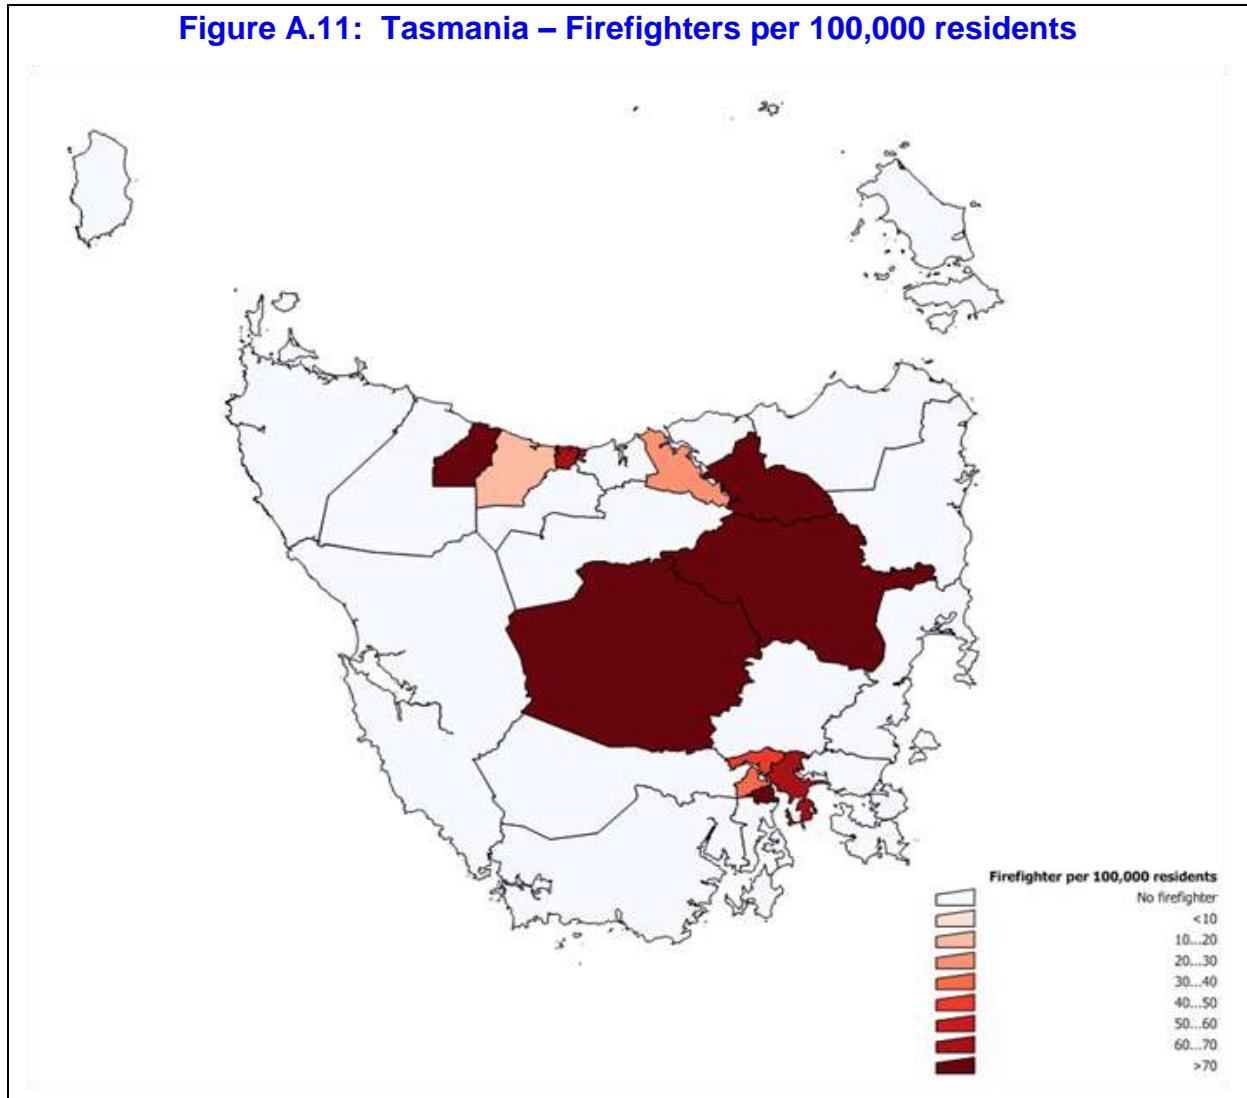 Figure A.11: Tasmania – Firefighters per 100,000 residents
Firefighter per 100,000 residents
No firefighter
<10
10...20
20...30
30...40
40...50
50...60
60...70
>70